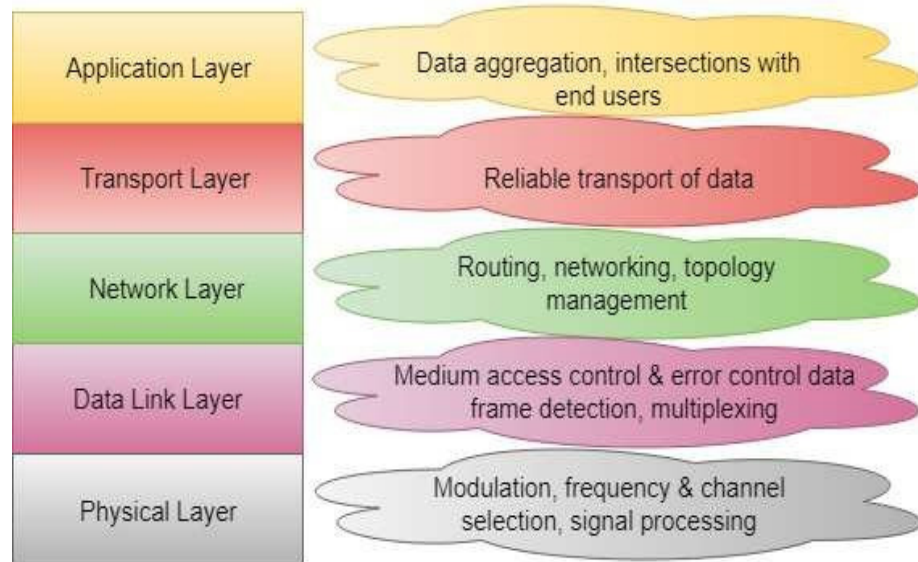 Application Layer
Data aggregation, intersections with
end users
Transport Layer
Reliable transport of data
Network Layer
Routing, networking, topology
management
Data Link Layer
Medium access control & error control data
frame detection, multiplexing
Physical Layer
Modulation, frequency & channel
selection, signal processing